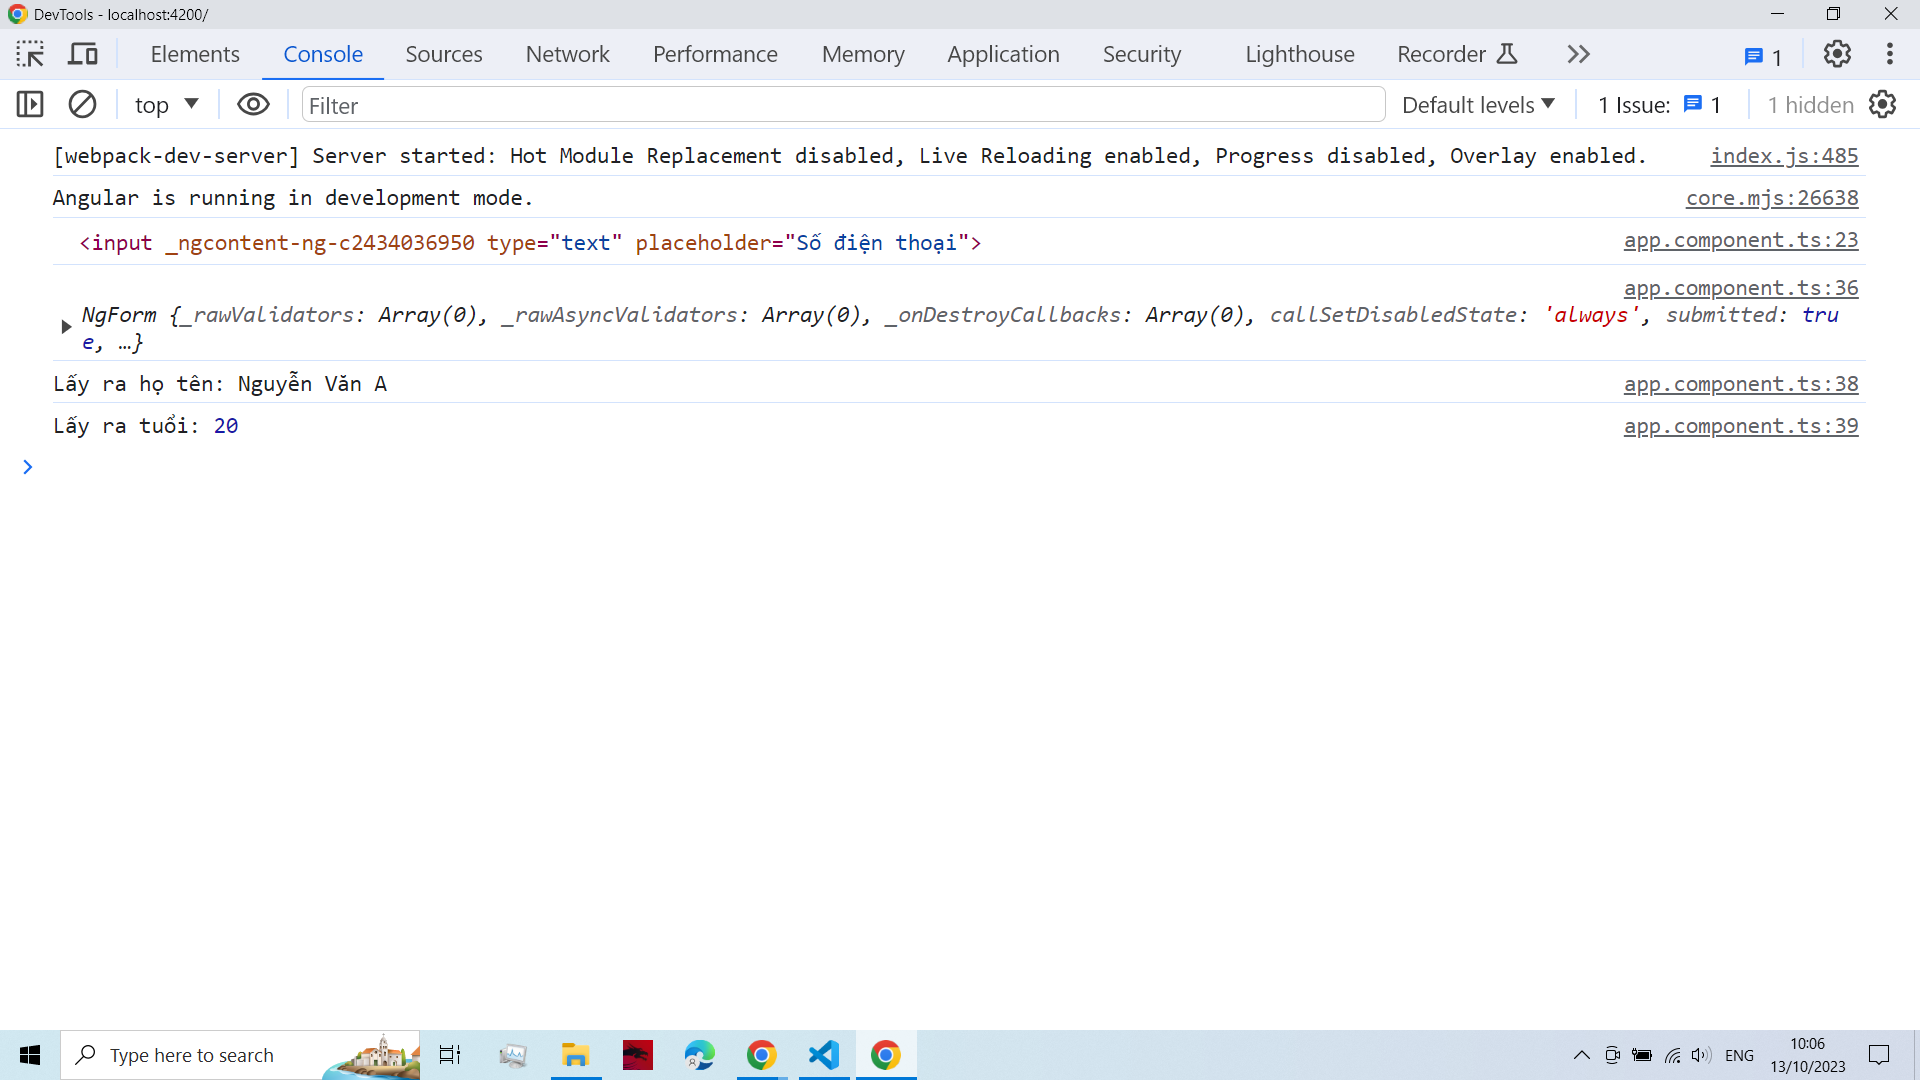 DevTools - localhost:4200/
Elements Console Sources Network Performance Memory Application Security Lighthouse Recorder 1
top Filter Default levels 1 Issue: 1 1 hidden
[webpack-dev-server] Server started: Hot Module Replacement disabled, Live Reloading enabled, Progress disabled, Overlay enabled. index.js:485
Angular is running in development mode. core.mjs:26638
<input _ngcontent-ng-c2434036950 type="text" placeholder="Số điện thoại"> app.component.ts:23
app.component.ts:36
NgForm {_rawValidators: Array(0), _rawAsyncValidators: Array(0), _onDestroyCallbacks: Array(0), callSetDisabledState: 'always', submitted: tru
e, …}
Lấy ra họ tên: Nguyễn Văn A app.component.ts:38
Lấy ra tuổi: 20 app.component.ts:39
Type here to search ENG 10:06
13/10/2023